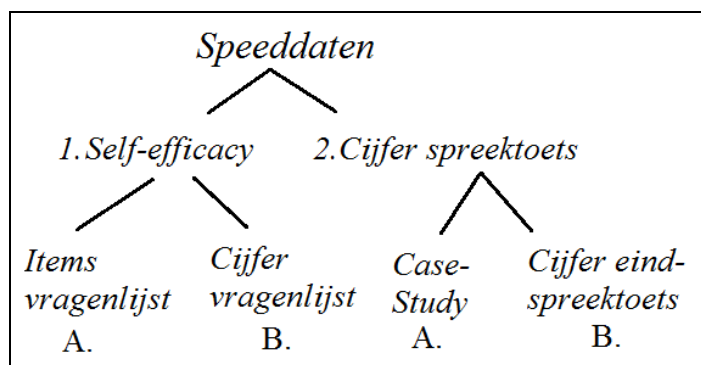 Speeddaten
1. Self-efficacy
2. Cijfer spreektoets
Items
vragenlijst
A.
Cijfer
vragenlijst
B.
Case-
Study
A.
Cijfer eind-
spreektoets
B.